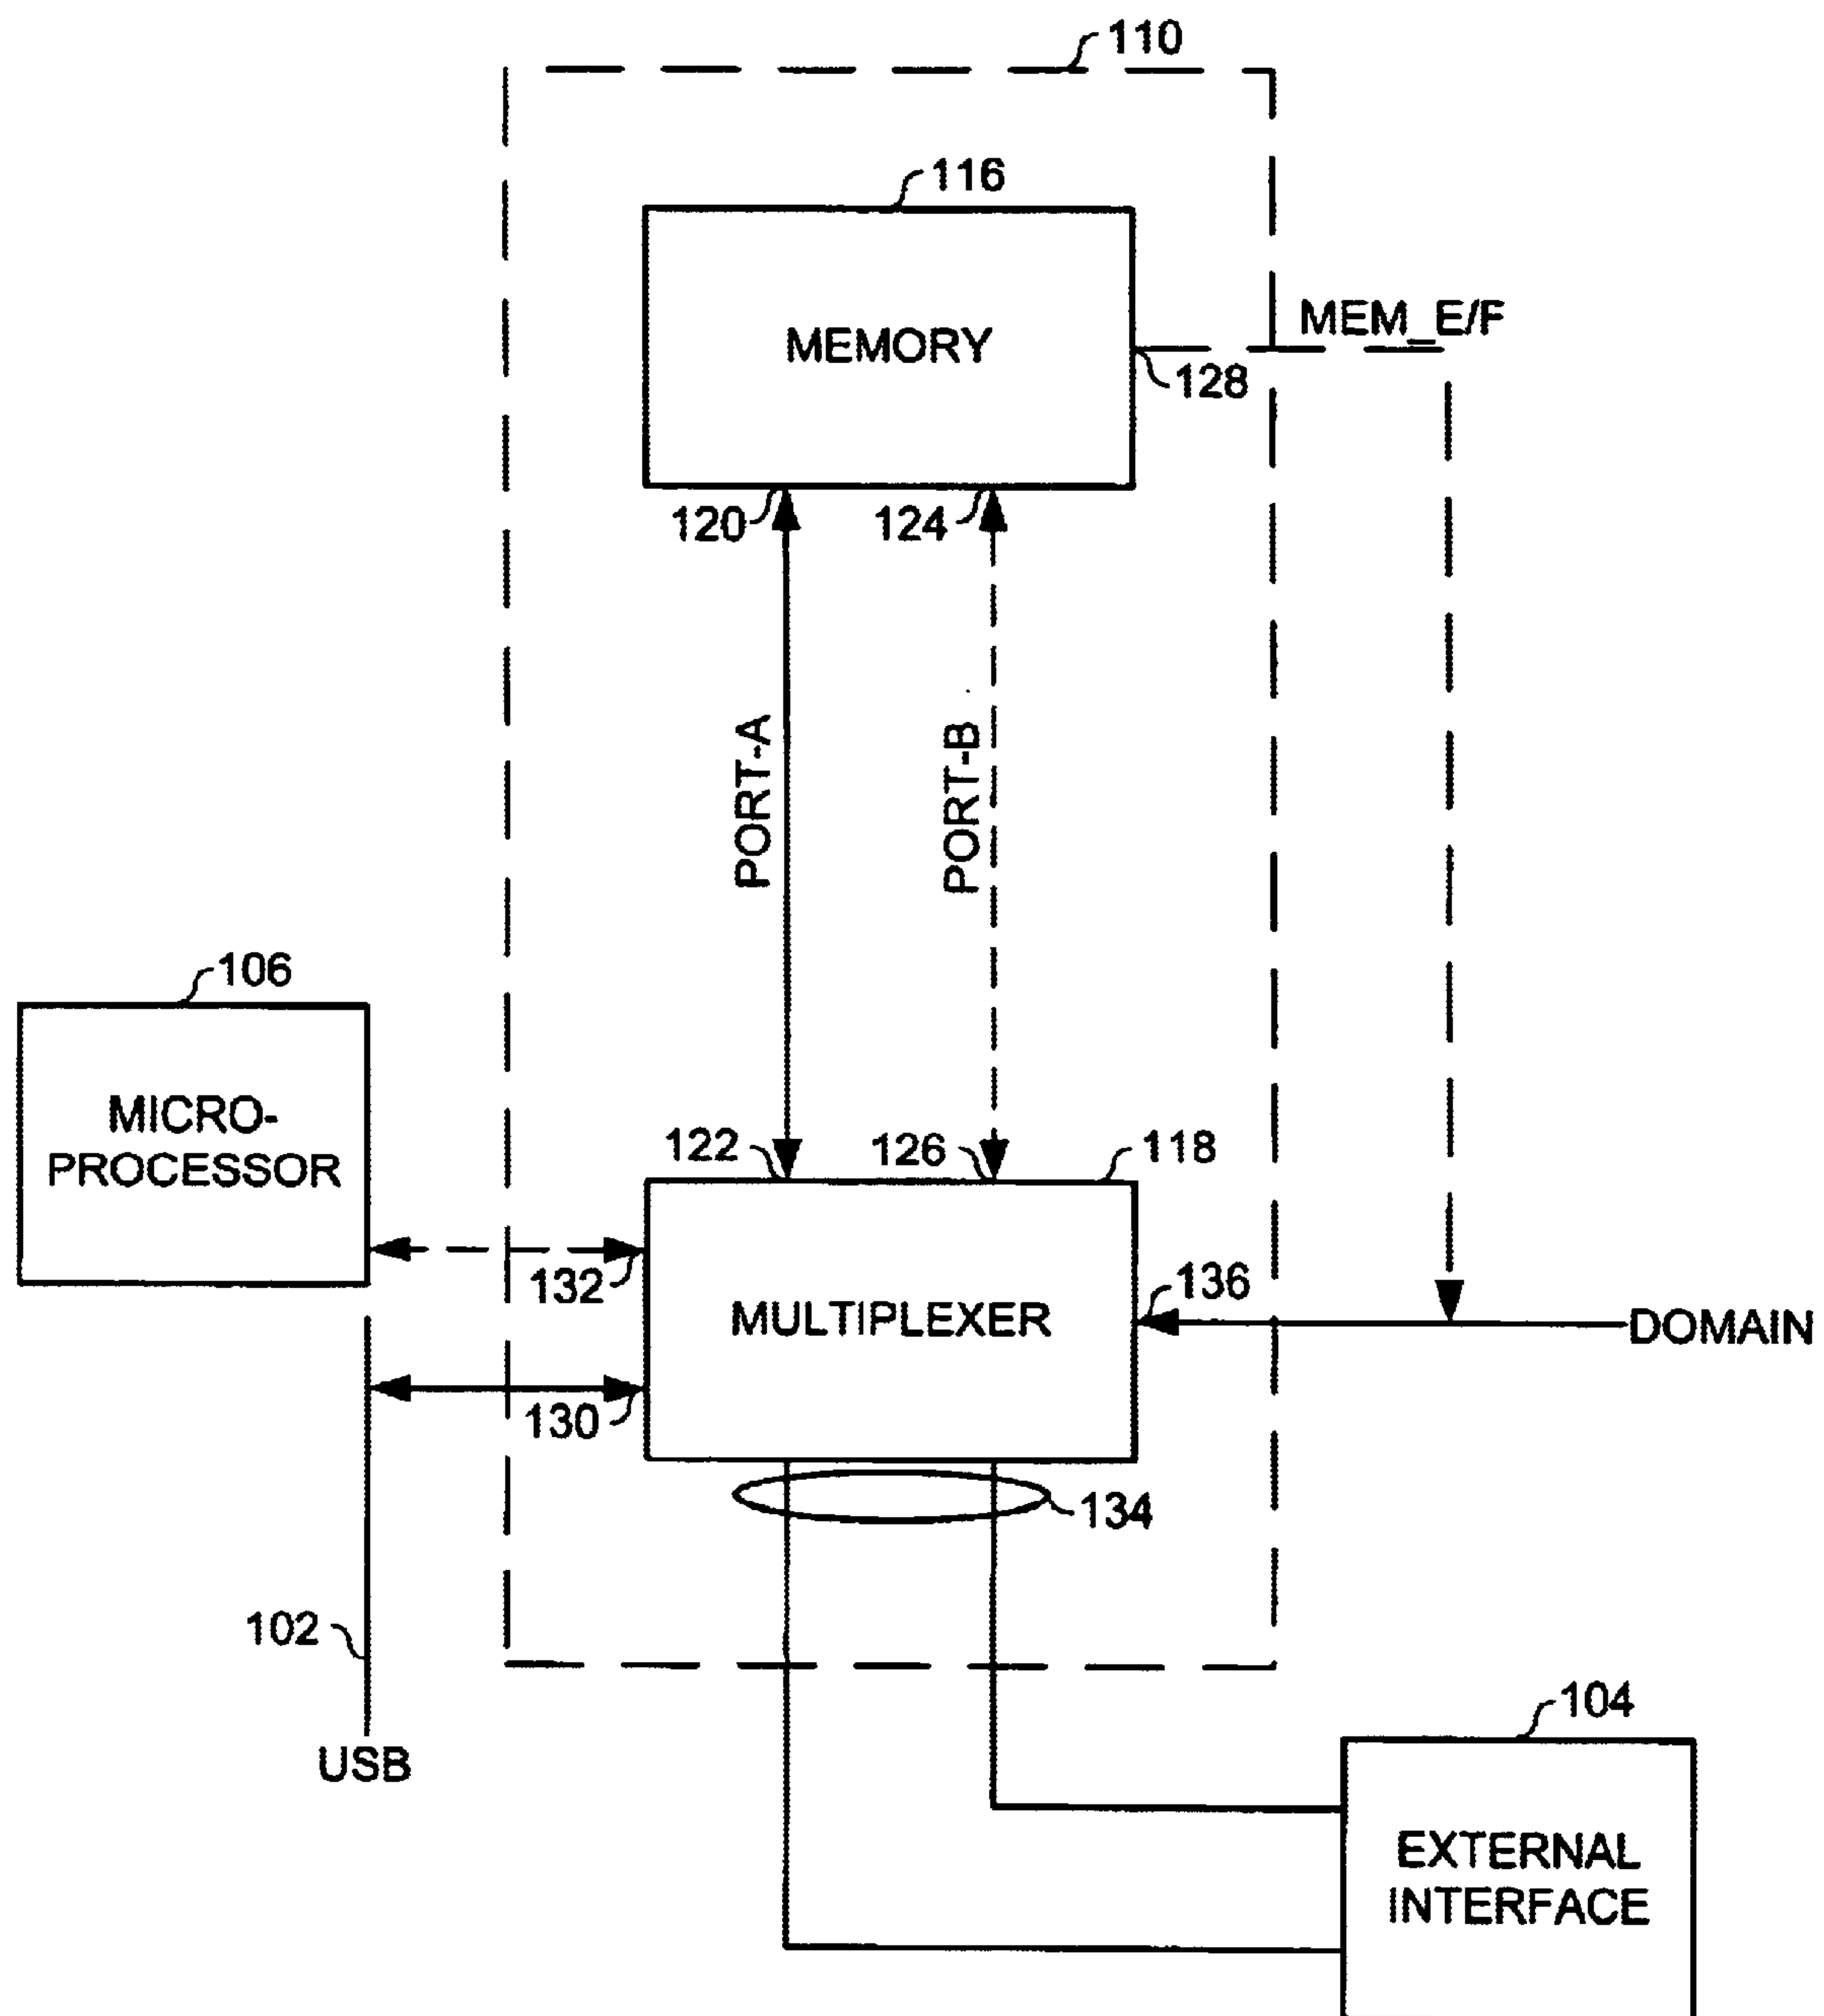 110
116
MEMORY
MEM_E/F
128
120
124
PORT-A
PORT-B
106
MICRO-
PROCESSOR
122
126
118
132
136
MULTIPLEXER
DOMAIN
130
134
102
USB
104
EXTERNAL
INTERFACE